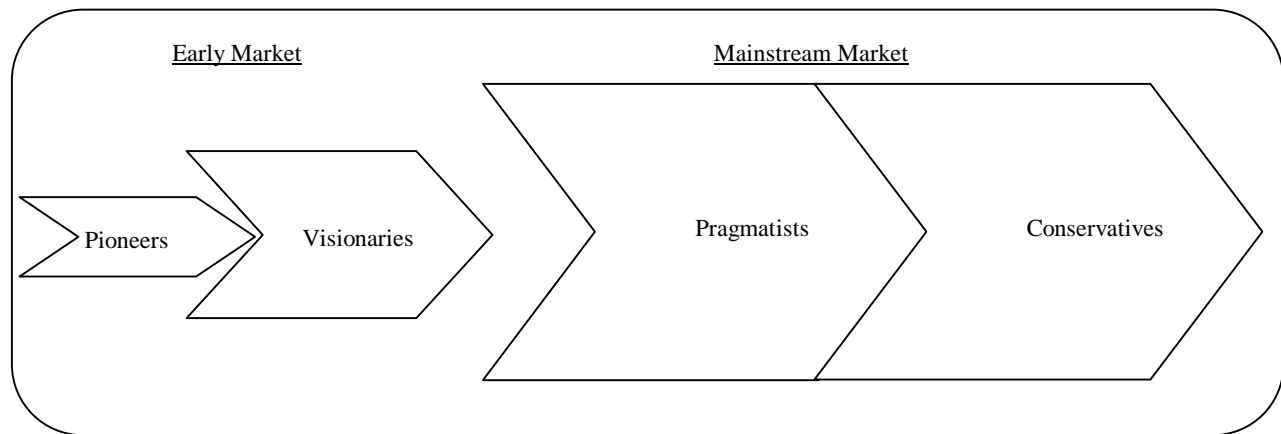 Early Market
Mainstream Market
Pioneers
Visionaries
Pragmatists
Conservatives